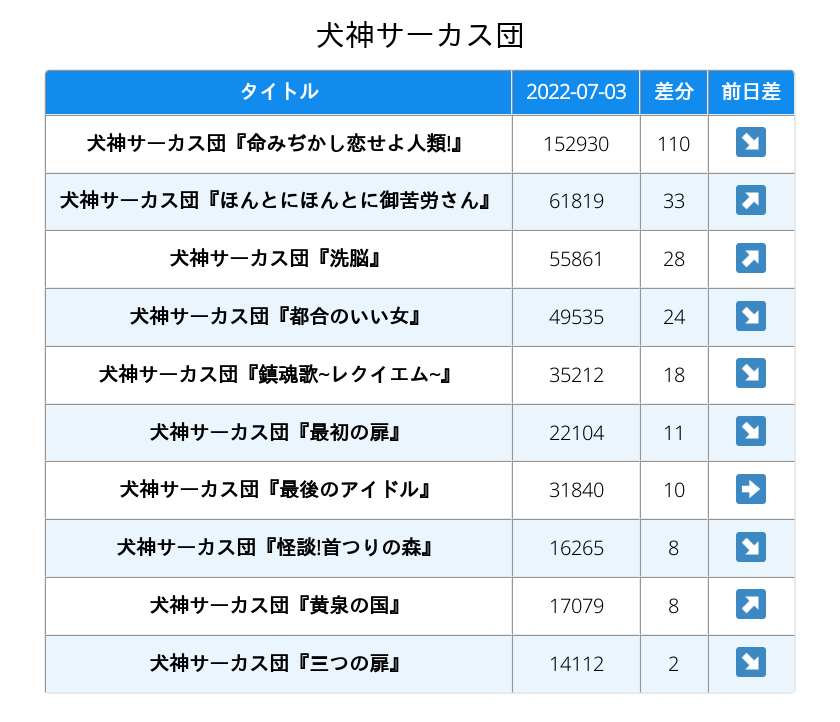 犬神サーカス団
タイトル 2022-07-03 差分 前日差
犬神サーカス団『命みぢかし恋せよ人類!』 152930 110 ↘
犬神サーカス団『ほんとにほんとに御苦労さん』 61819 33 ↗
犬神サーカス団『洗脳』 55861 28 ↗
犬神サーカス団『都合のいい女』 49535 24 ↘
犬神サーカス団『鎮魂歌~レクイエム~』 35212 18 ↘
犬神サーカス団『最初の扉』 22104 11 ↘
犬神サーカス団『最後のアイドル』 31840 10 ➡
犬神サーカス団『怪談!首つりの森』 16265 8 ↘
犬神サーカス団『黄泉の国』 17079 8 ↗
犬神サーカス団『三つの扉』 14112 2 ↘